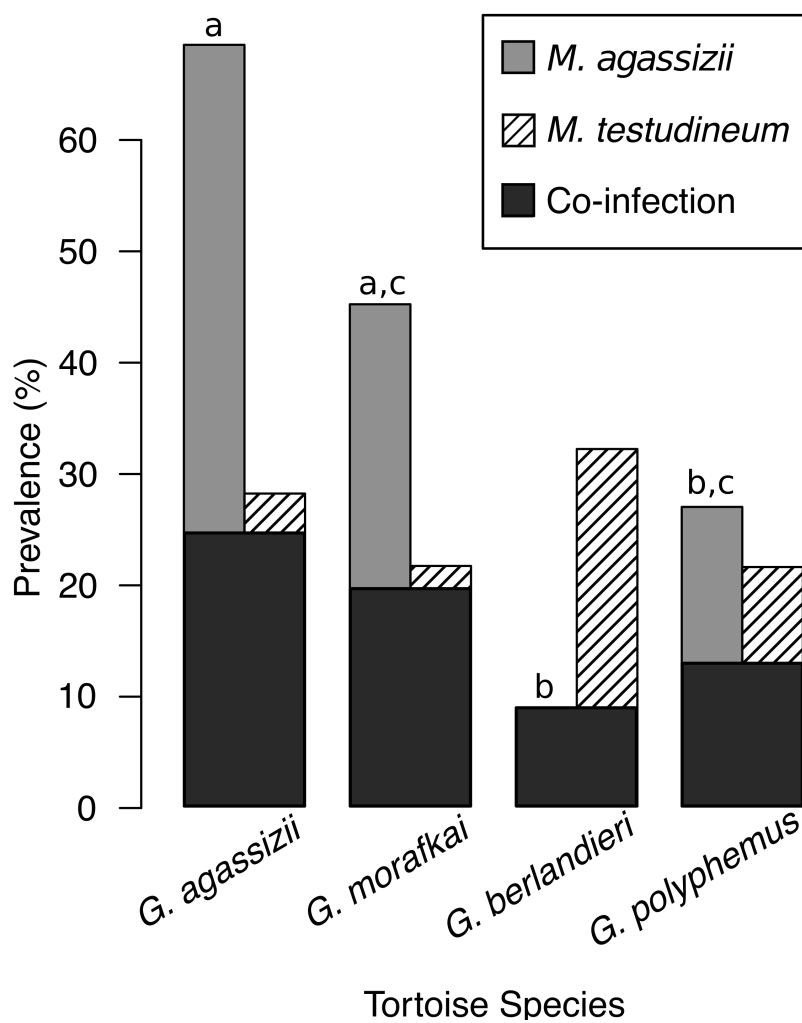 a
M. agassizii
M. testudineum
Co-infection
60
50
a,c
40
30
b,c
20
b
10
0
Prevalence (%)
G. agassizii
G. morafkai
G. berlandieri
G. polyphemus
Tortoise Species